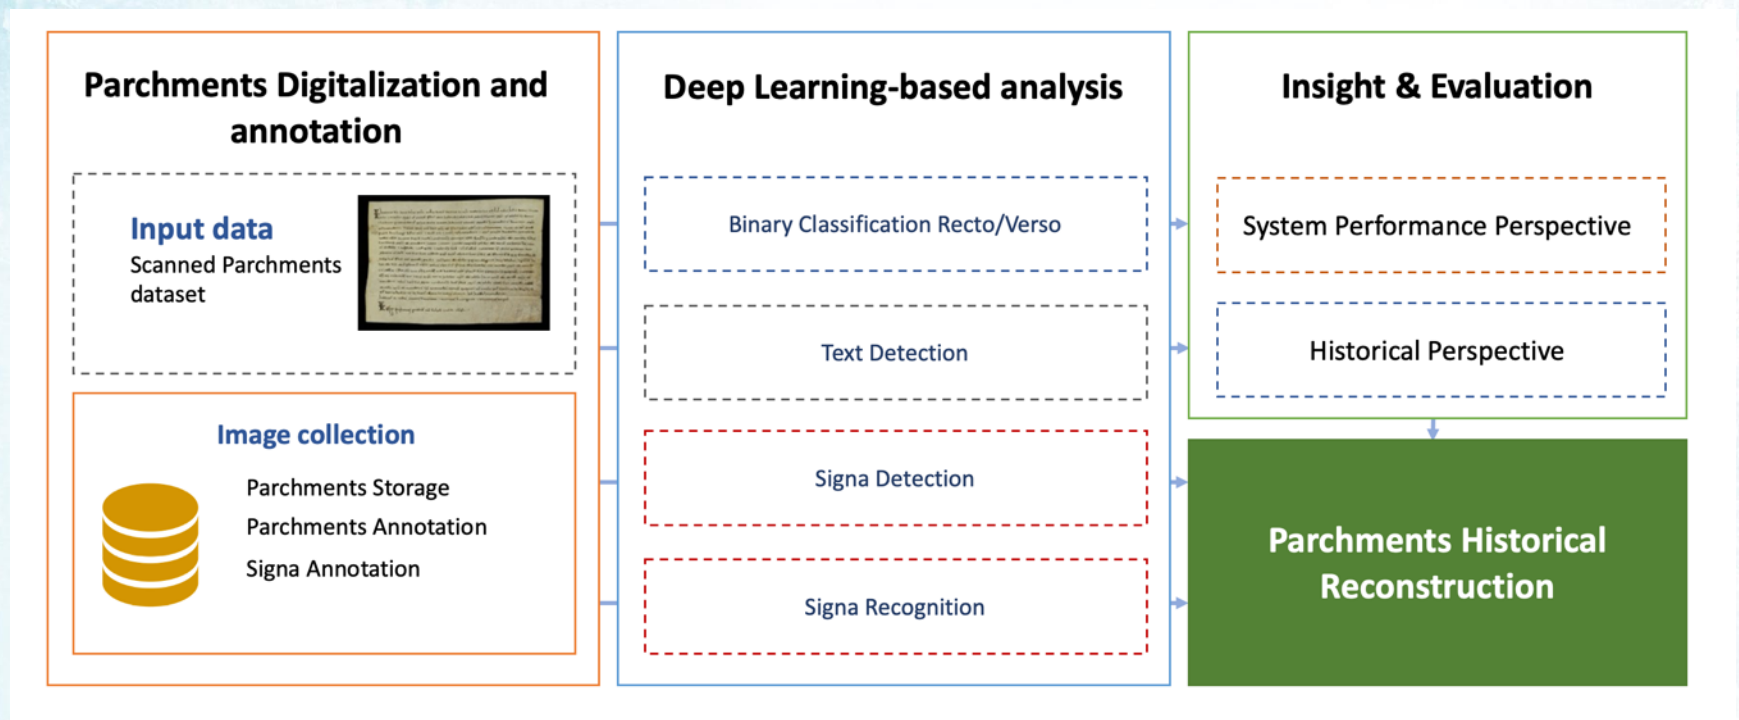 Parchments Digitalization and
annotation
Input data
Scanned Parchments
dataset
Image collection
Parchments Storage
Parchments Annotation
Signa Annotation
Deep Learning-based analysis
Binary Classification Recto/Verso
Text Detection
Signa Detection
Signa Recognition
Insight & Evaluation
System Performance Perspective
Historical Perspective
Parchments Historical
Reconstruction